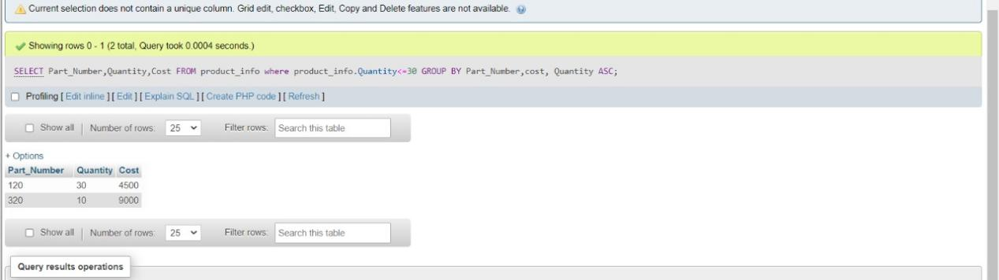 Current selection does not contain a unique column. Grid edit, checkbox, Edit, Copy and Delete features are not available.
Showing rows 0 - 1 (2 total, Query took 0.0004 seconds.)
SELECT Part_Number,Quantity,Cost FROM product_info where product_info.Quantity<=30 GROUP BY Part_Number,cost, Quantity ASC;
Profiling [ Edit inline ] [ Edit ] [ Explain SQL ] [ Create PHP code ] [ Refresh ]
Show all | Number of rows: 25 Filter rows: Search this table
+ Options
Part_Number Quantity Cost
120 30 4500
320 10 9000
Show all | Number of rows: 25 Filter rows: Search this table
Query results operations